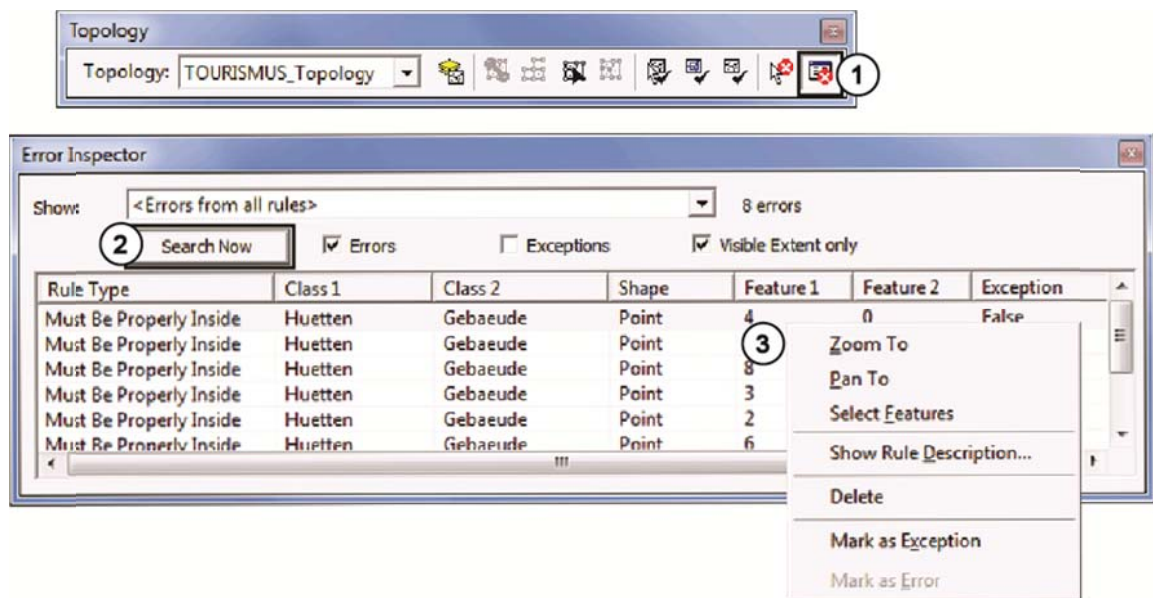 Topology
Topology: TOURISMUS_Topology
1
Error Inspector
Show: <Errors from all rules> 8 errors
2 Search Now Errors Exceptions Visible Extent only
Rule Type Class 1 Class 2 Shape Feature 1 Feature 2 Exception
Must Be Properly Inside Huetten Gebaeude Point 4 0 False
Must Be Properly Inside Huetten Gebaeude Point
Must Be Properly Inside Huetten Gebaeude Point 8
Must Be Properly Inside Huetten Gebaeude Point 3
Must Be Properly Inside Huetten Gebaeude Point 2
Must Be Properly Inside Huetten Gebaeude Point 6
3
Zoom To
Pan To
Select Features
Show Rule Description...
Delete
Mark as Exception
Mark as Error